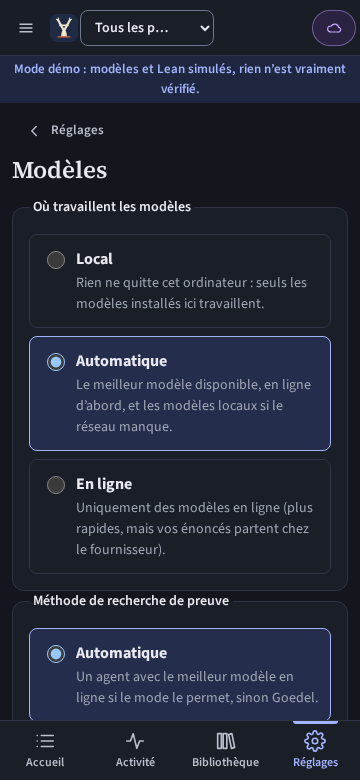 Tous les p…
Mode démo : modèles et Lean simulés, rien n’est vraiment
vérifié.
Réglages
Modèles
Où travaillent les modèles
Local
Rien ne quitte cet ordinateur : seuls les
modèles installés ici travaillent.
Automatique
Le meilleur modèle disponible, en ligne
d’abord, et les modèles locaux si le
réseau manque.
En ligne
Uniquement des modèles en ligne (plus
rapides, mais vos énoncés partent chez
le fournisseur).
Méthode de recherche de preuve
Automatique
Un agent avec le meilleur modèle en
ligne si le mode le permet, sinon Goedel.
Accueil
Activité
Bibliothèque
Réglages